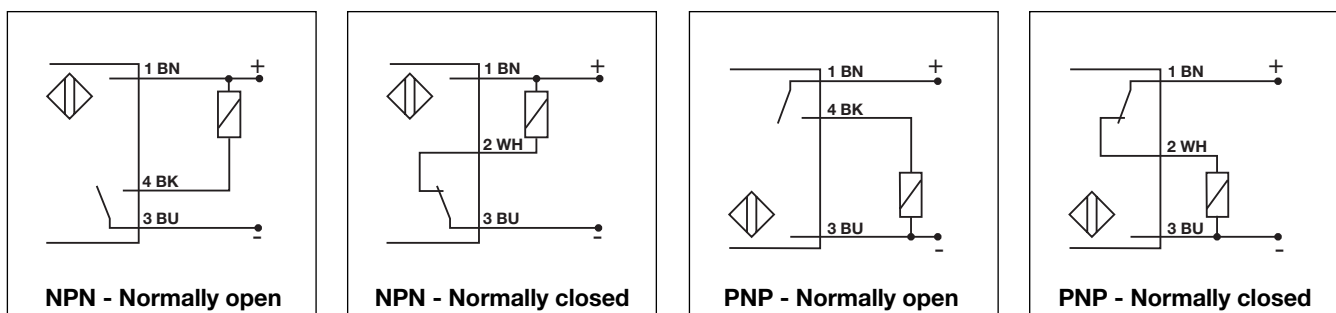 1 BN +
4 BK
3 BU -
NPN - Normally open
1 BN +
2 WH
3 BU -
NPN - Normally closed
1 BN +
4 BK
3 BU -
PNP - Normally open
1 BN +
2 WH
3 BU -
PNP - Normally closed